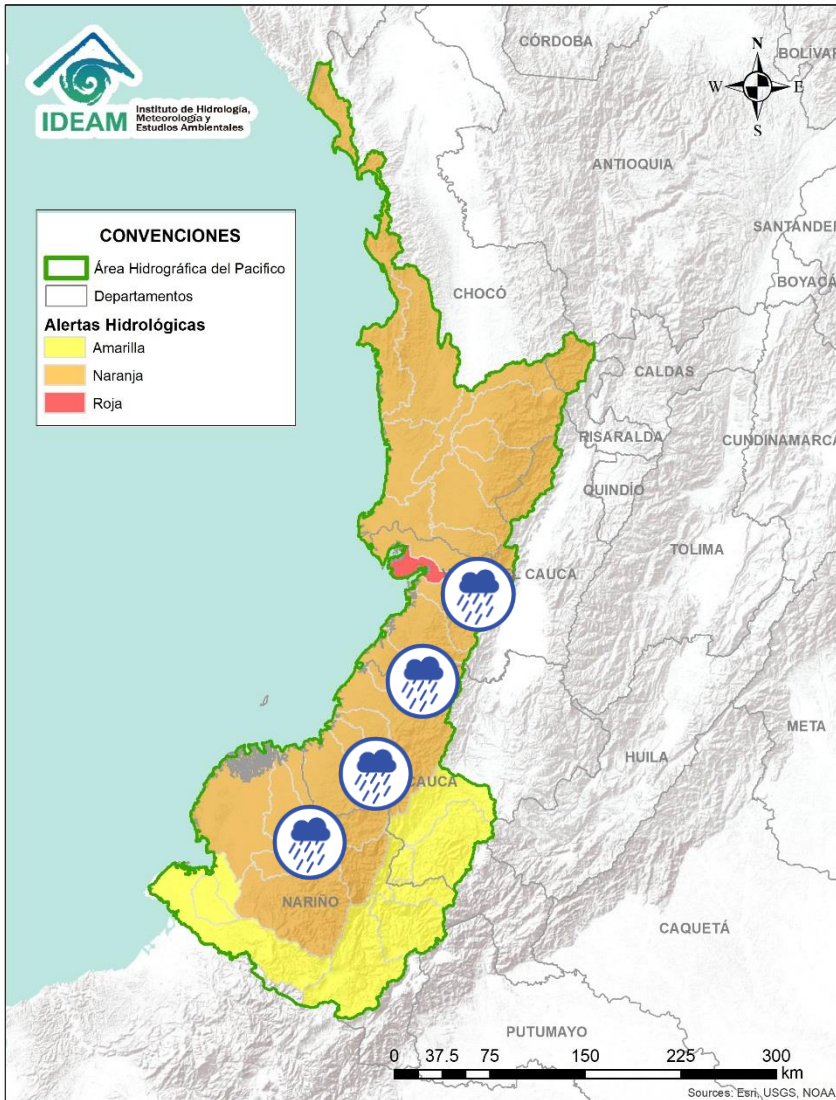 IDEAM
Instituto de Hidrología,
Meteorología y
Estudios Ambientales
N
W
E
S
CONVENCIONES
Área Hidrográfica del Pacifico
Departamentos
Alertas Hidrológicas
Amarilla
Naranja
Roja
CÓRDOBA
BOLÍVAR
ANTIOQUIA
SANTANDER
BOYACÁ
CHOCÓ
CALDAS
RISARALDA
CUNDINAMARCA
QUINDÍO
TOLIMA
CAUCA
META
HUILA
CAUCA
NARIÑO
CAQUETÁ
PUTUMAYO
0 37.5 75 150 225 300
km
Sources: Esri, USGS, NOAA